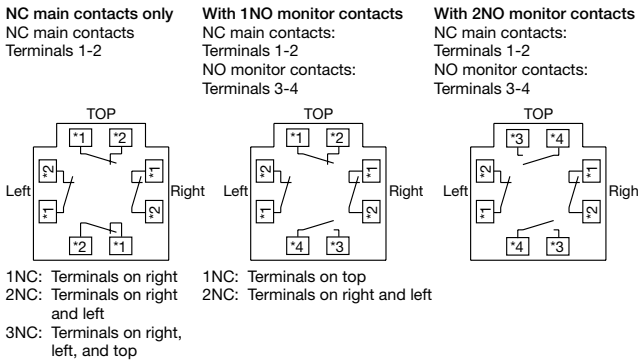 NC main contacts only
NC main contacts
Terminals 1-2
With 1NO monitor contacts
NC main contacts:
Terminals 1-2
NO monitor contacts:
Terminals 3-4
With 2NO monitor contacts
NC main contacts:
Terminals 1-2
NO monitor contacts:
Terminals 3-4
TOP
*1 *2
*2 *1
Left Right
*1 *2
*2 *1
TOP
*1 *2
*2 *1
Left Right
*1 *2
*4 *3
TOP
*3 *4
*2 *1
Left Righ
*1 *2
*4 *3
1NC: Terminals on right
2NC: Terminals on right
and left
3NC: Terminals on right,
left, and top
1NC: Terminals on top
2NC: Terminals on right and left